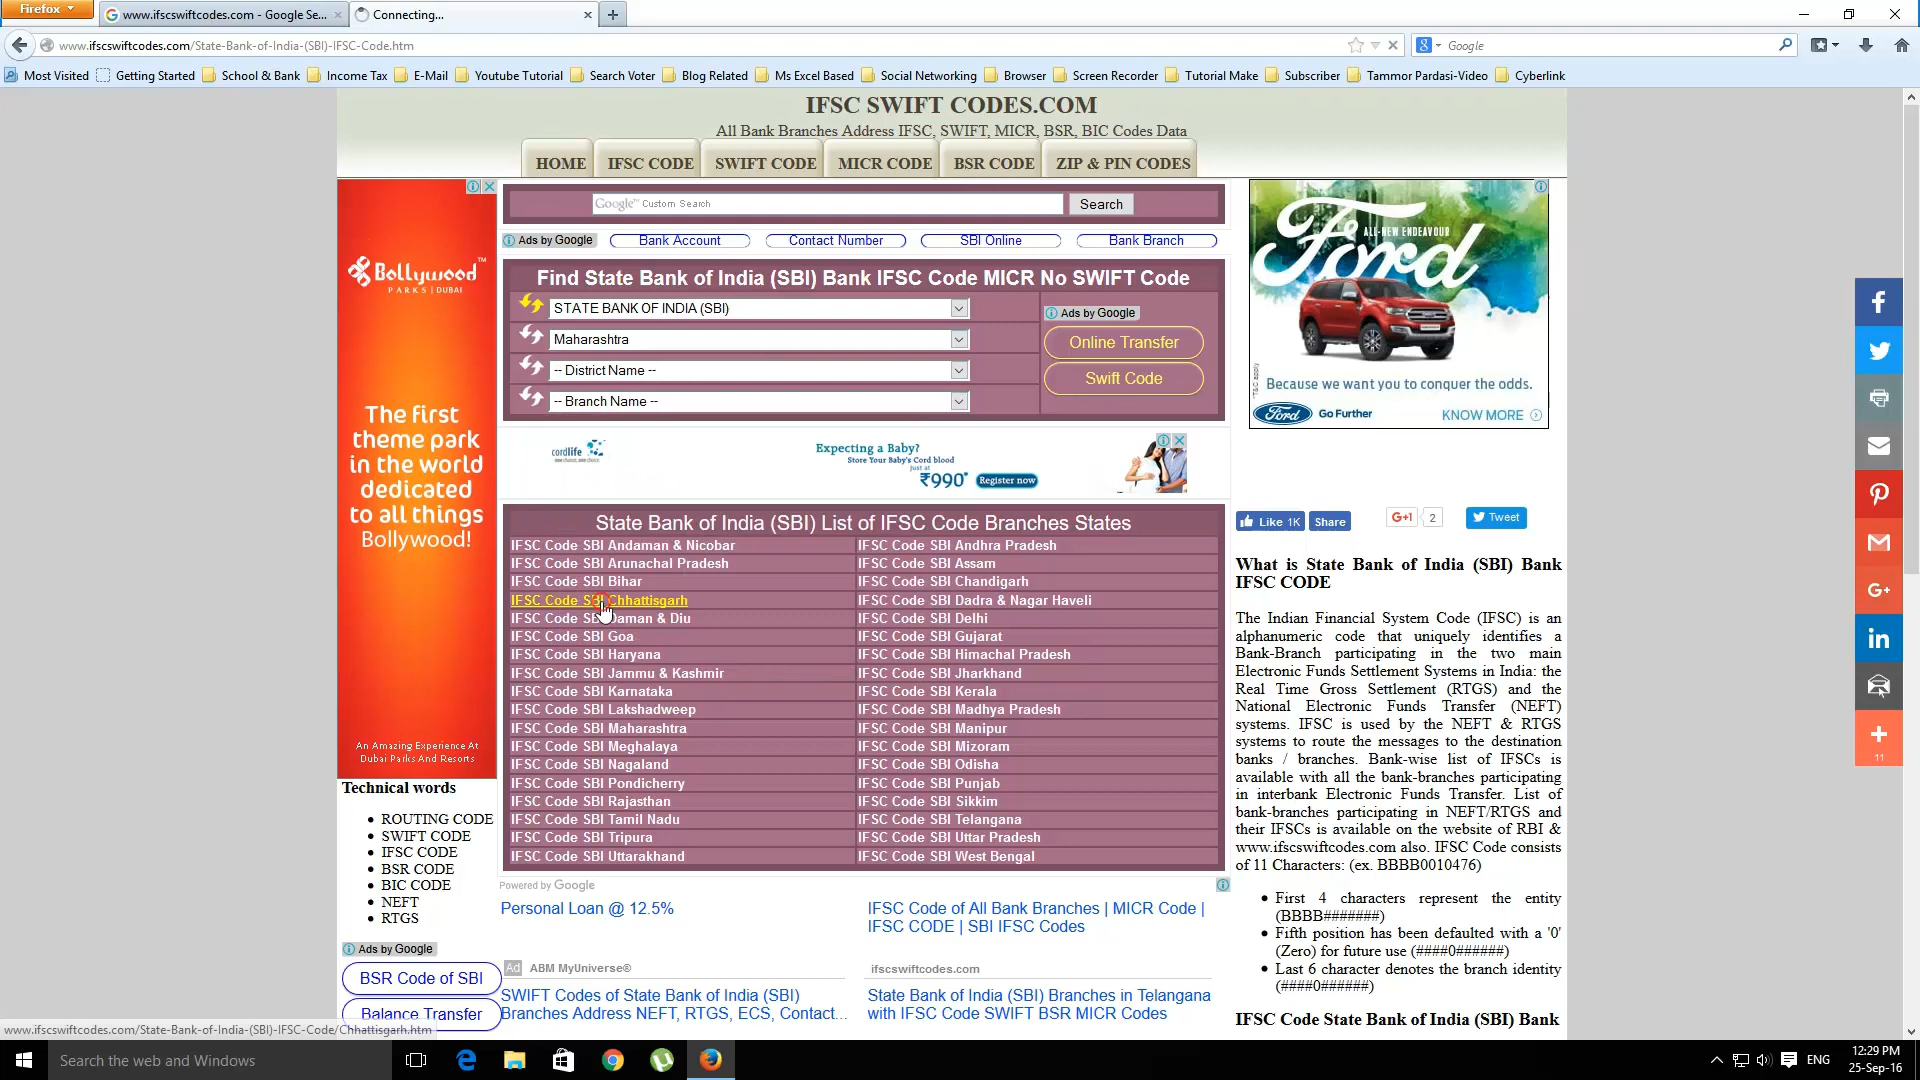 Firefox
www.ifscswiftcodes.com - Google Se...
Connecting...
www.ifscswiftcodes.com/State-Bank-of-India-(SBI)-IFSC-Code.htm
Google
Most Visited
Getting Started
School & Bank
Income Tax
E-Mail
Youtube Tutorial
Search Voter
Blog Related
Ms Excel Based
Social Networking
Browser
Screen Recorder
Tutorial Make
Subscriber
Tammor Pardasi-Video
Cyberlink
IFSC SWIFT CODES.COM
All Bank Branches Address IFSC, SWIFT, MICR, BSR, BIC Codes Data
HOME
IFSC CODE
SWIFT CODE
MICR CODE
BSR CODE
ZIP & PIN CODES
Google™ Custom Search
Search
Ads by Google
Bank Account
Contact Number
SBI Online
Bank Branch
Find State Bank of India (SBI) Bank IFSC Code MICR No SWIFT Code
STATE BANK OF INDIA (SBI)
Maharashtra
-- District Name --
-- Branch Name --
Ads by Google
Online Transfer
Swift Code
cordlife
Expecting a Baby?
Store Your Baby's Cord blood
just at
₹990*
Register now
State Bank of India (SBI) List of IFSC Code Branches States
IFSC Code SBI Andaman & Nicobar
IFSC Code SBI Andhra Pradesh
IFSC Code SBI Arunachal Pradesh
IFSC Code SBI Assam
IFSC Code SBI Bihar
IFSC Code SBI Chandigarh
IFSC Code SBI Chhattisgarh
IFSC Code SBI Dadra & Nagar Haveli
IFSC Code SBI Daman & Diu
IFSC Code SBI Delhi
IFSC Code SBI Goa
IFSC Code SBI Gujarat
IFSC Code SBI Haryana
IFSC Code SBI Himachal Pradesh
IFSC Code SBI Jammu & Kashmir
IFSC Code SBI Jharkhand
IFSC Code SBI Karnataka
IFSC Code SBI Kerala
IFSC Code SBI Lakshadweep
IFSC Code SBI Madhya Pradesh
IFSC Code SBI Maharashtra
IFSC Code SBI Manipur
IFSC Code SBI Meghalaya
IFSC Code SBI Mizoram
IFSC Code SBI Nagaland
IFSC Code SBI Odisha
IFSC Code SBI Pondicherry
IFSC Code SBI Punjab
IFSC Code SBI Rajasthan
IFSC Code SBI Sikkim
IFSC Code SBI Tamil Nadu
IFSC Code SBI Telangana
IFSC Code SBI Tripura
IFSC Code SBI Uttar Pradesh
IFSC Code SBI Uttarakhand
IFSC Code SBI West Bengal
Powered by Google
Personal Loan @ 12.5%
Ad ABM MyUniverse®
SWIFT Codes of State Bank of India (SBI)
Branches Address NEFT, RTGS, ECS, Contact...
IFSC Code of All Bank Branches | MICR Code |
IFSC CODE | SBI IFSC Codes
ifscswiftcodes.com
State Bank of India (SBI) Branches in Telangana
with IFSC Code SWIFT BSR MICR Codes
Bollywood™
PARKS | DUBAI
The first
theme park
in the world
dedicated
to all things
Bollywood!
An Amazing Experience At
Dubai Parks And Resorts
Technical words
ROUTING CODE
SWIFT CODE
IFSC CODE
BSR CODE
BIC CODE
NEFT
RTGS
Ads by Google
BSR Code of SBI
Balance Transfer
ALL-NEW ENDEAVOUR
Ford
*T&C apply
Because we want you to conquer the odds.
Ford
Go Further
KNOW MORE
Like 1K
Share
G+1
2
Tweet
What is State Bank of India (SBI) Bank
IFSC CODE
The Indian Financial System Code (IFSC) is an
alphanumeric code that uniquely identifies a
Bank-Branch participating in the two main
Electronic Funds Settlement Systems in India: the
Real Time Gross Settlement (RTGS) and the
National Electronic Funds Transfer (NEFT)
systems. IFSC is used by the NEFT & RTGS
systems to route the messages to the destination
banks / branches. Bank-wise list of IFSCs is
available with all the bank-branches participating
in interbank Electronic Funds Transfer. List of
bank-branches participating in NEFT/RTGS and
their IFSCs is available on the website of RBI &
www.ifscswiftcodes.com also. IFSC Code consists
of 11 Characters: (ex. BBBB0010476)
First 4 characters represent the entity
(BBBB#######)
Fifth position has been defaulted with a '0'
(Zero) for future use (####0######)
Last 6 character denotes the branch identity
(####0######)
IFSC Code State Bank of India (SBI) Bank
11
www.ifscswiftcodes.com/State-Bank-of-India-(SBI)-IFSC-Code/Chhattisgarh.htm
Search the web and Windows
ENG
12:29 PM
25-Sep-16